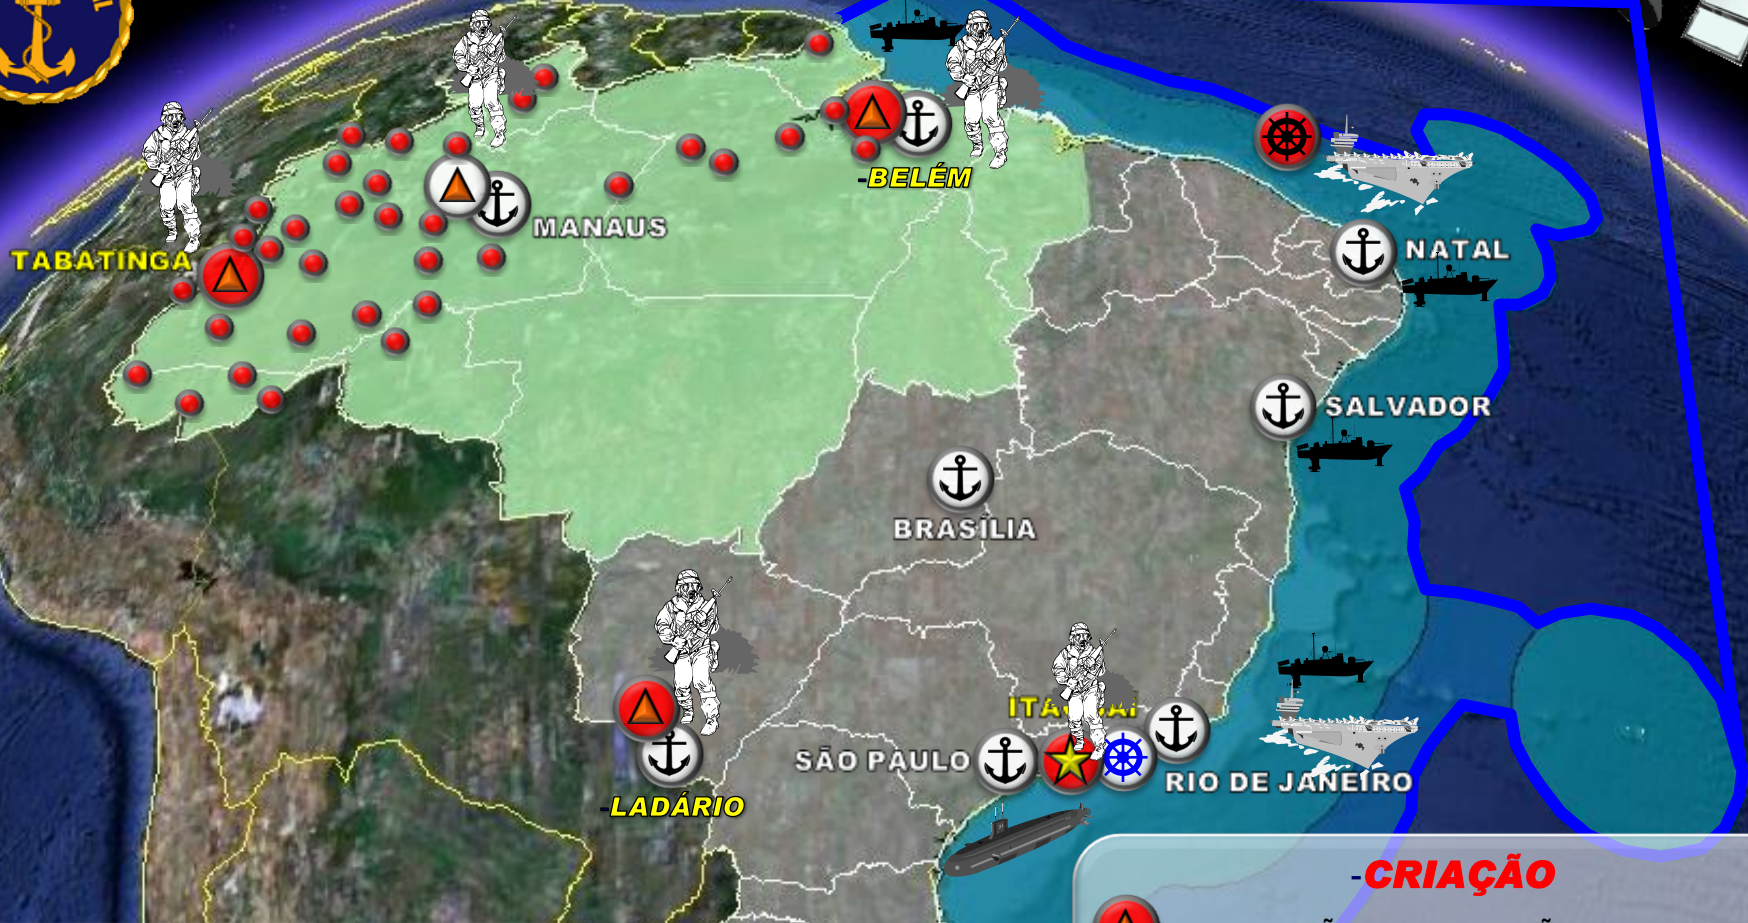 -BELÉM
MANAUS
TABATINGA
NATAL
SALVADOR
BRASÍLIA
SÃO PAULO
RIO DE JANEIRO
-LADÁRIO
-CRIAÇÃO